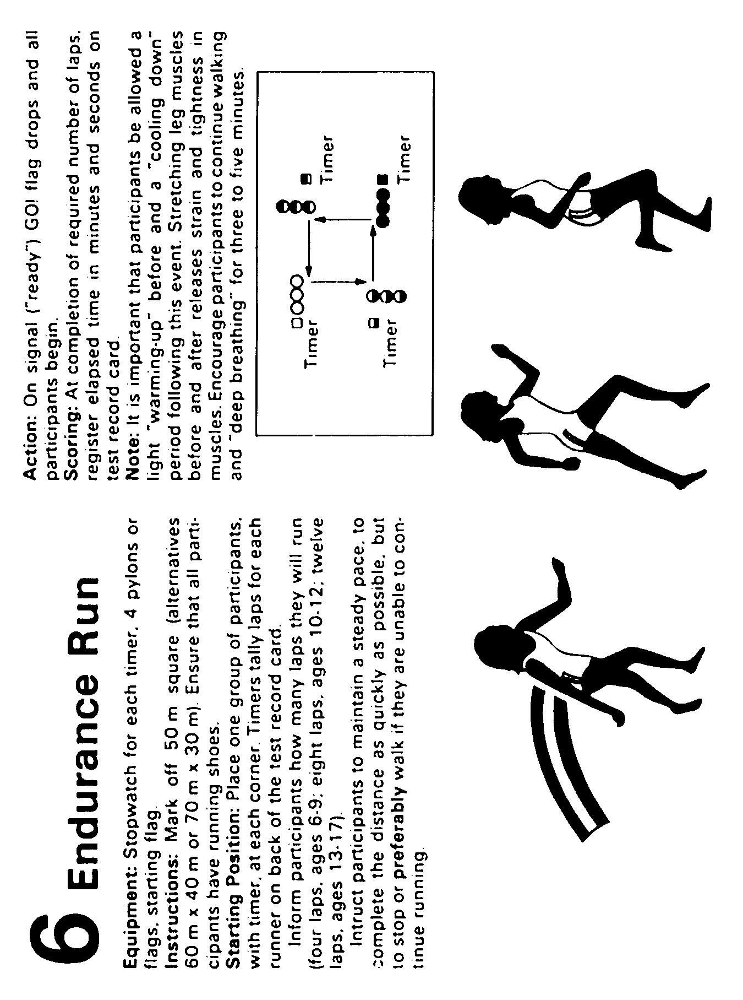 6 Endurance Run
Equipment: Stopwatch for each timer, 4 pylons or
flags, starting flag.
Instructions: Mark off 50 m square (alternatives
60 m x 40 m or 70 m x 30 m). Ensure that all parti-
cipants have running shoes.
Starting Position: Place one group of participants,
with timer, at each corner. Timers tally laps for each
runner on back of the test record card.
Inform participants how many laps they will run
(four laps, ages 6-9; eight laps, ages 10-12; twelve
laps, ages 13-17).
Intruct participants to maintain a steady pace, to
complete the distance as quickly as possible, but
to stop or preferably walk if they are unable to con-
tinue running.
Action: On signal ("ready") GO! flag drops and all
participants begin.
Scoring: At completion of required number of laps,
register elapsed time in minutes and seconds on
test record card.
Note: It is important that participants be allowed a
light "warming-up" before and a "cooling down"
period following this event. Stretching leg muscles
before and after releases strain and tightness in
muscles. Encourage participants to continue walking
and "deep breathing" for three to five minutes.
Timer
Timer
Timer
Timer